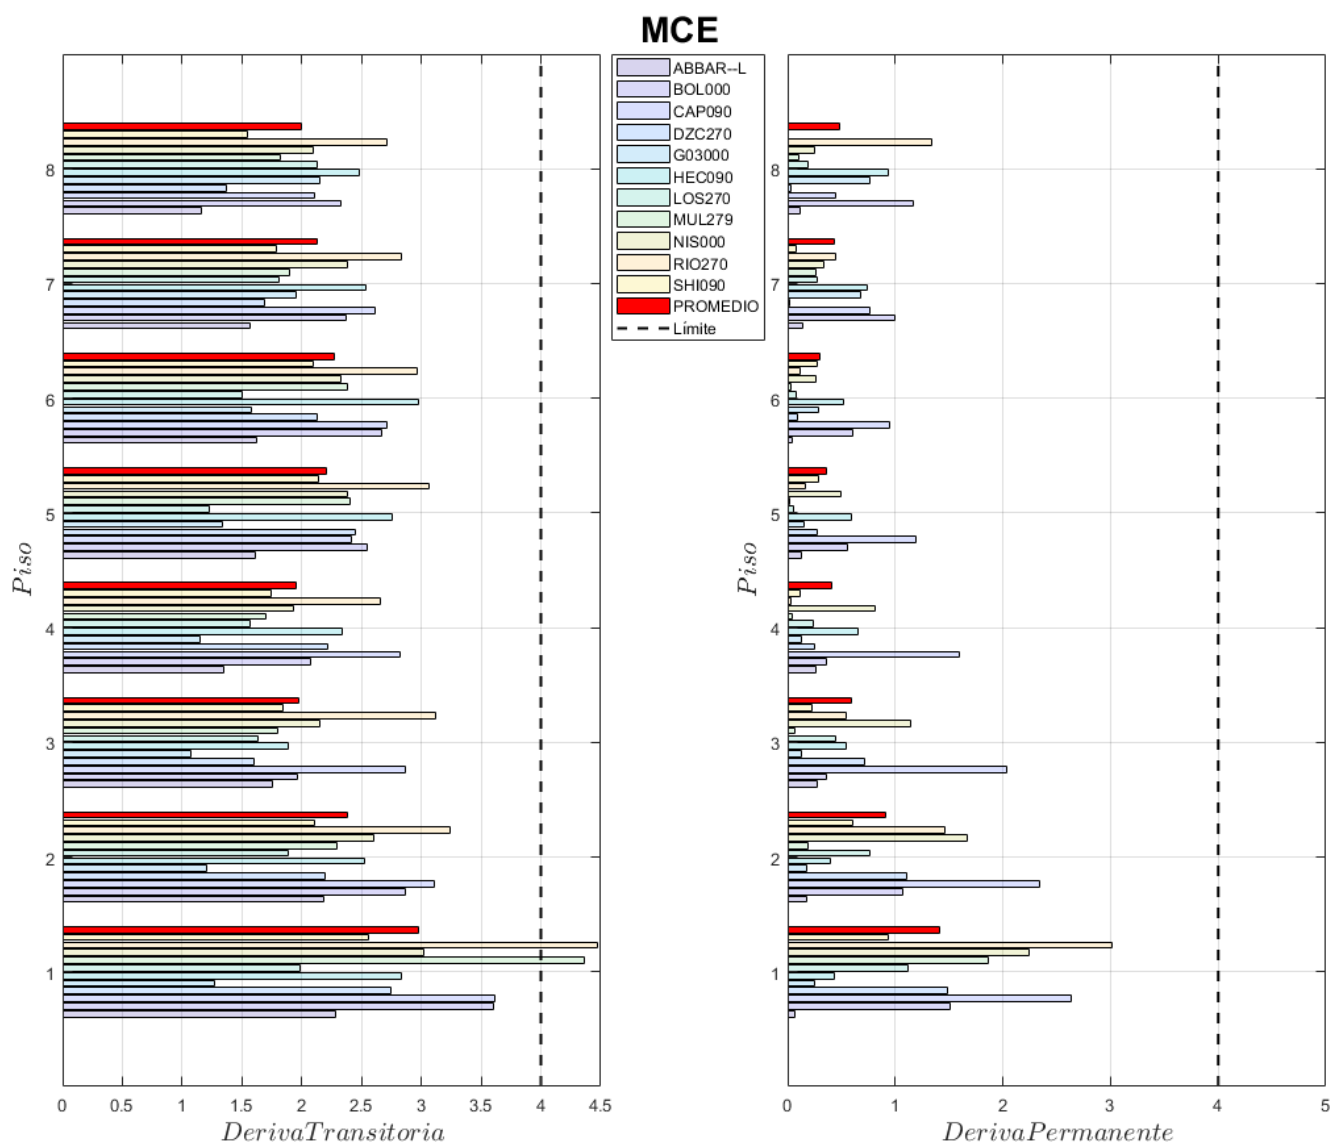 MCE
ABBAR--L
BOL000
CAP090
DZC270
G03000
HEC090
LOS270
MUL279
NIS000
RIO270
SHI090
PROMEDIO
Límite
Piso
8
7
6
5
4
3
2
1
0 0.5 1 1.5 2 2.5 3 3.5 4 4.5
DerivaTransitoria
Piso
8
7
6
5
4
3
2
1
0 1 2 3 4 5
DerivaPermanente